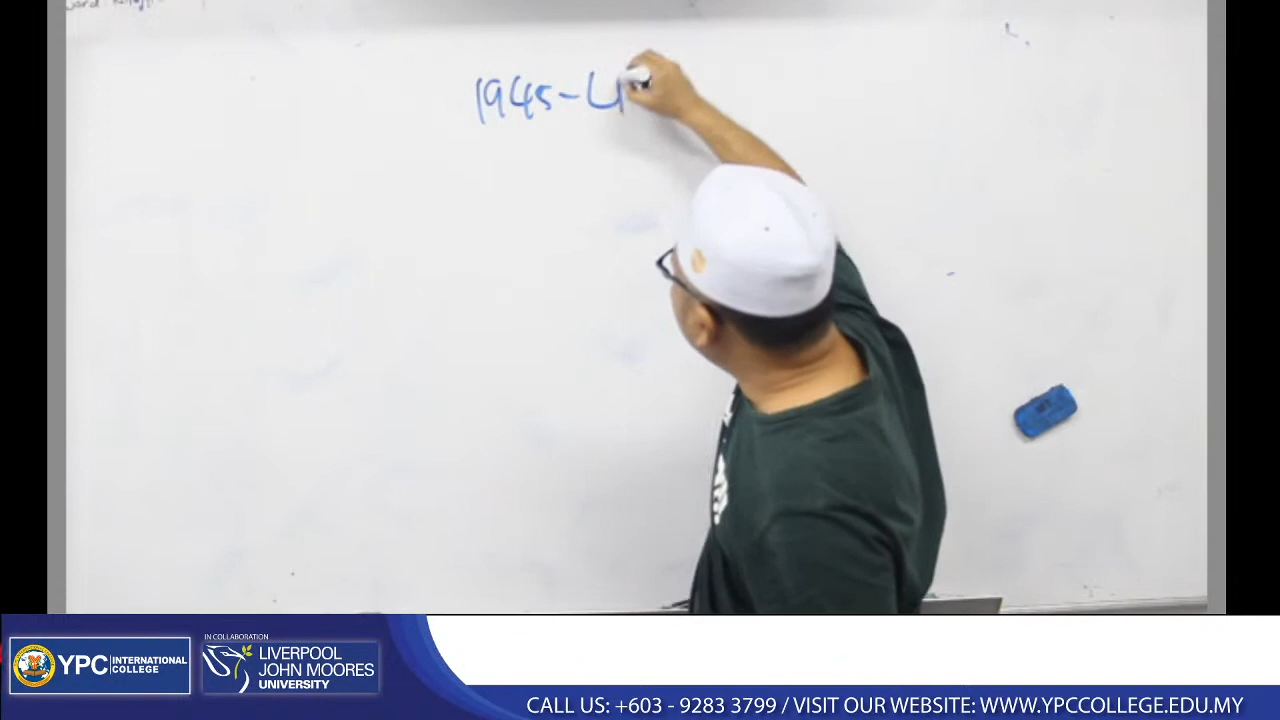 1945-U
YPC INTERNATIONAL COLLEGE
IN COLLABORATION
LIVERPOOL
JOHN MOORES
UNIVERSITY
CALL US: +603 - 9283 3799 / VISIT OUR WEBSITE: WWW.YPCCOLLEGE.EDU.MY